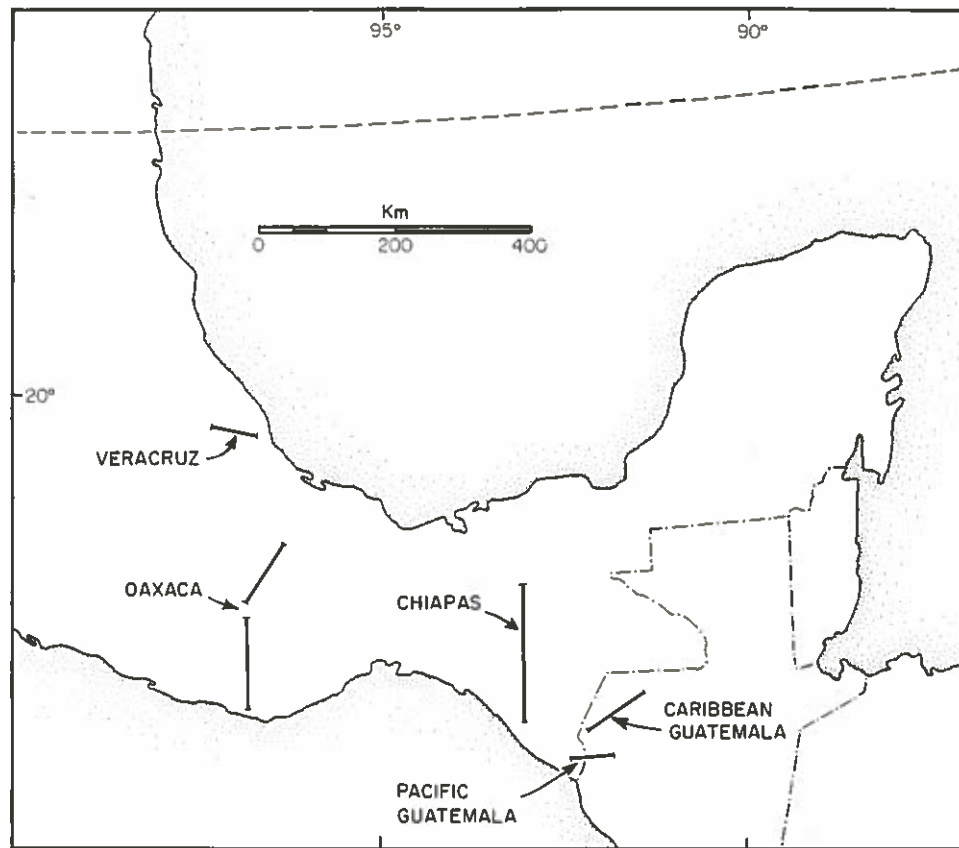 95°
90°
Km
0 200 400
20°
VERACRUZ
OAXACA
CHIAPAS
CARIBBEAN
GUATEMALA
PACIFIC
GUATEMALA